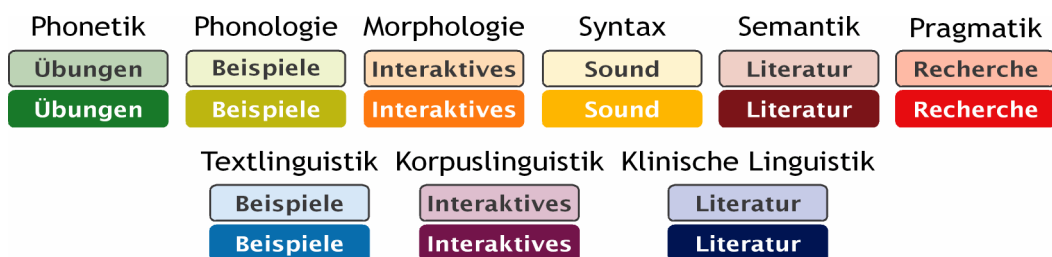 Phonetik Phonologie Morphologie Syntax Semantik Pragmatik
Übungen Beispiele Interaktives Sound Literatur Recherche
Übungen Beispiele Interaktives Sound Literatur Recherche
Textlinguistik Korpuslinguistik Klinische Linguistik
Beispiele Interaktives Literatur
Beispiele Interaktives Literatur